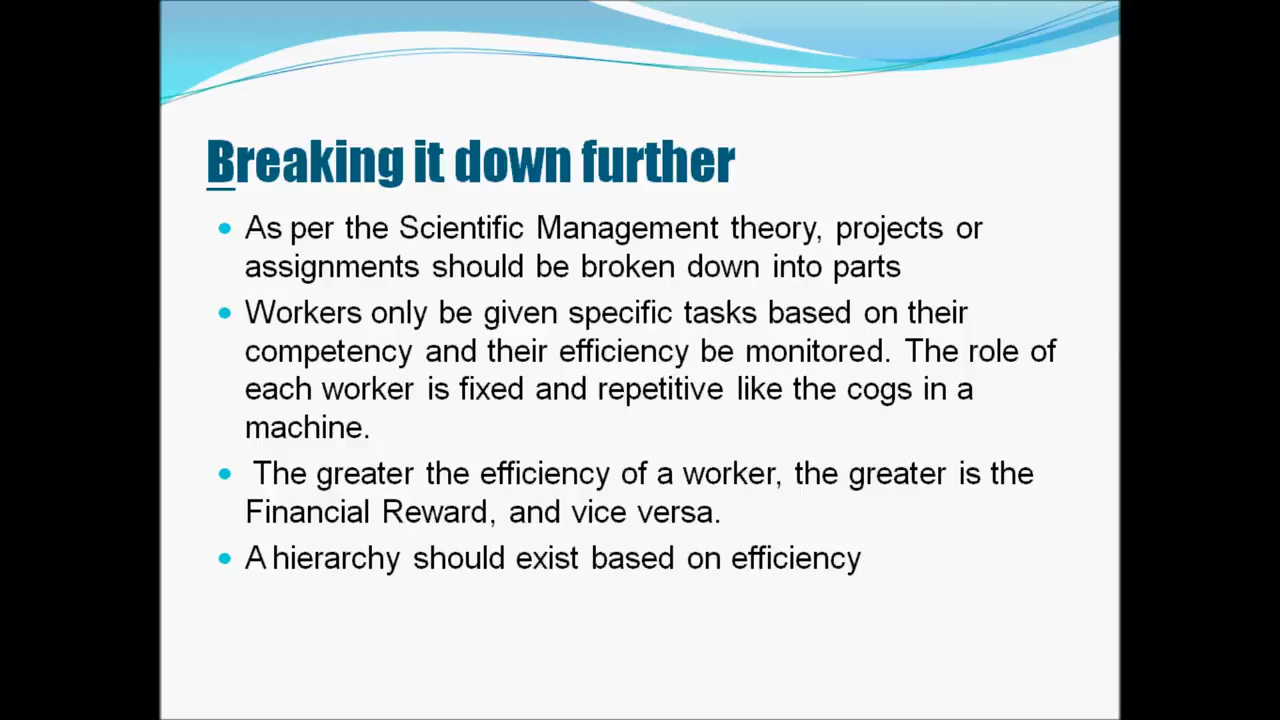 Breaking it down further
• As per the Scientific Management theory, projects or
assignments should be broken down into parts
• Workers only be given specific tasks based on their
competency and their efficiency be monitored. The role of
each worker is fixed and repetitive like the cogs in a
machine.
• The greater the efficiency of a worker, the greater is the
Financial Reward, and vice versa.
• A hierarchy should exist based on efficiency